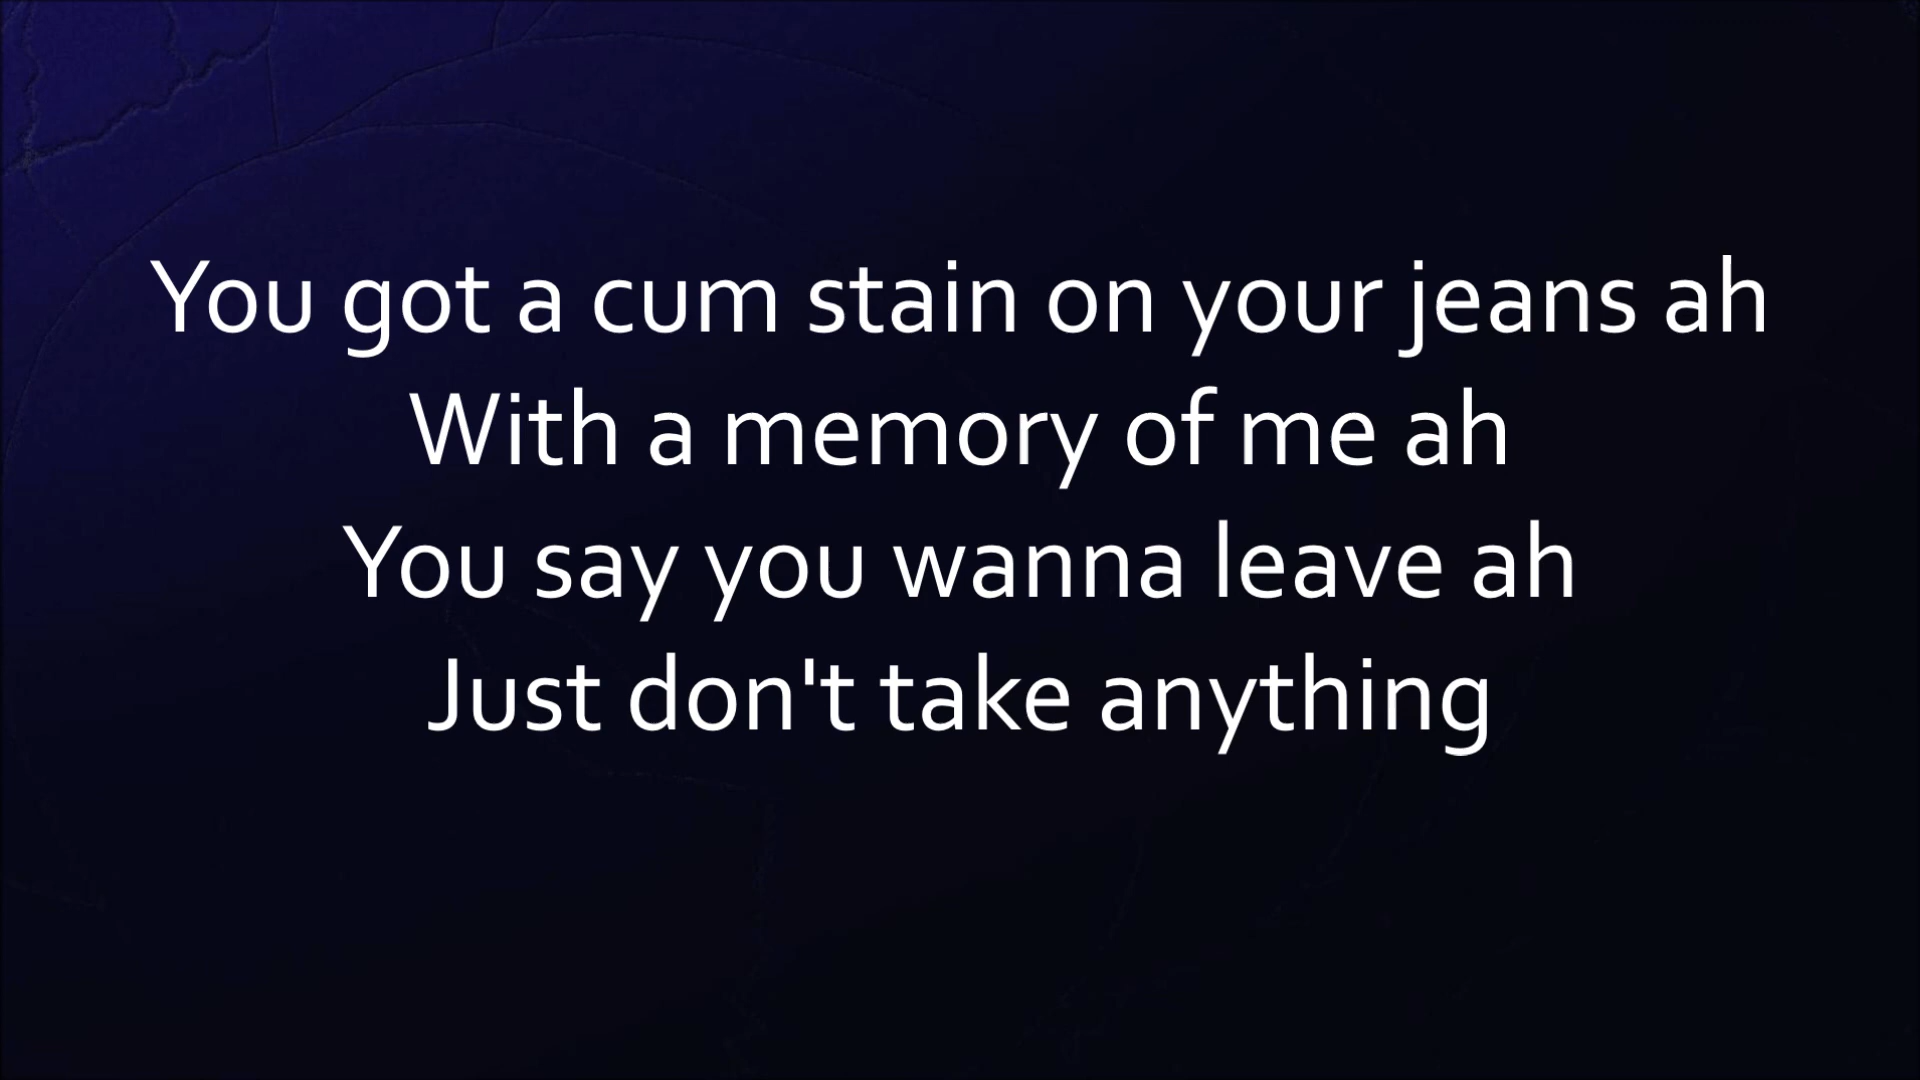 You got a cum stain on your jeans ah
With a memory of me ah
You say you wanna leave ah
Just don't take anything